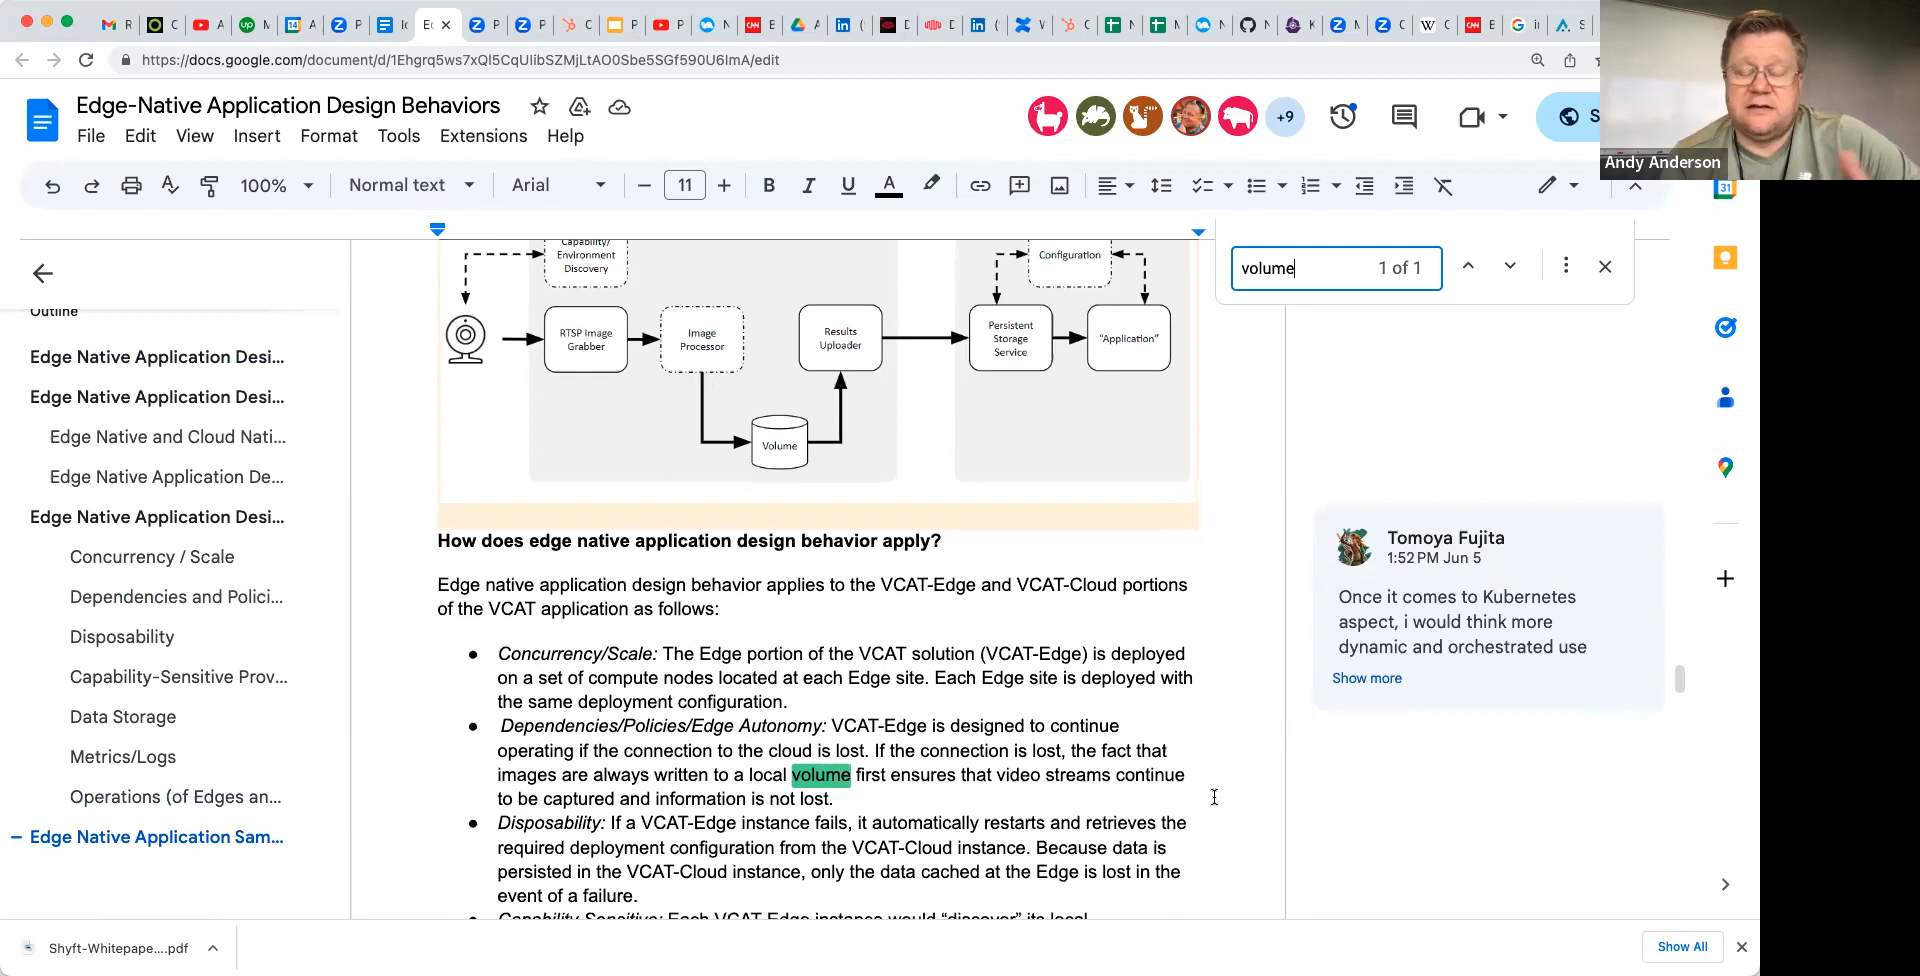 https://docs.google.com/document/d/1Ehgrq5ws7xQl5CqUlibSZMjLtAO0Sbe5SGf590U6lmA/edit
Edge-Native Application Design Behaviors
+9
S
File Edit View Insert Format Tools Extensions Help
Andy Anderson
100% Normal text Arial 11
volume 1 of 1
Outline
Edge Native Application Desi...
Edge Native Application Desi...
Edge Native and Cloud Nati...
Edge Native Application De...
Edge Native Application Desi...
Concurrency / Scale
Dependencies and Polici...
Disposability
Capability-Sensitive Prov...
Data Storage
Metrics/Logs
Operations (of Edges an...
Edge Native Application Sam...
Capability/
Environment
Discovery
Configuration
RTSP Image
Grabber
Image
Processor
Results
Uploader
Persistent
Storage
Service
“Application”
Volume
How does edge native application design behavior apply?
Edge native application design behavior applies to the VCAT-Edge and VCAT-Cloud portions
of the VCAT application as follows:
● Concurrency/Scale: The Edge portion of the VCAT solution (VCAT-Edge) is deployed
on a set of compute nodes located at each Edge site. Each Edge site is deployed with
the same deployment configuration.
● Dependencies/Policies/Edge Autonomy: VCAT-Edge is designed to continue
operating if the connection to the cloud is lost. If the connection is lost, the fact that
images are always written to a local volume first ensures that video streams continue
to be captured and information is not lost.
● Disposability: If a VCAT-Edge instance fails, it automatically restarts and retrieves the
required deployment configuration from the VCAT-Cloud instance. Because data is
persisted in the VCAT-Cloud instance, only the data cached at the Edge is lost in the
event of a failure.
● Capability Sensitive: Each VCAT-Edge instance would “discover” its local
Tomoya Fujita
1:52 PM Jun 5
Once it comes to Kubernetes
aspect, i would think more
dynamic and orchestrated use
Show more
31
Shyft-Whitepape....pdf
Show All